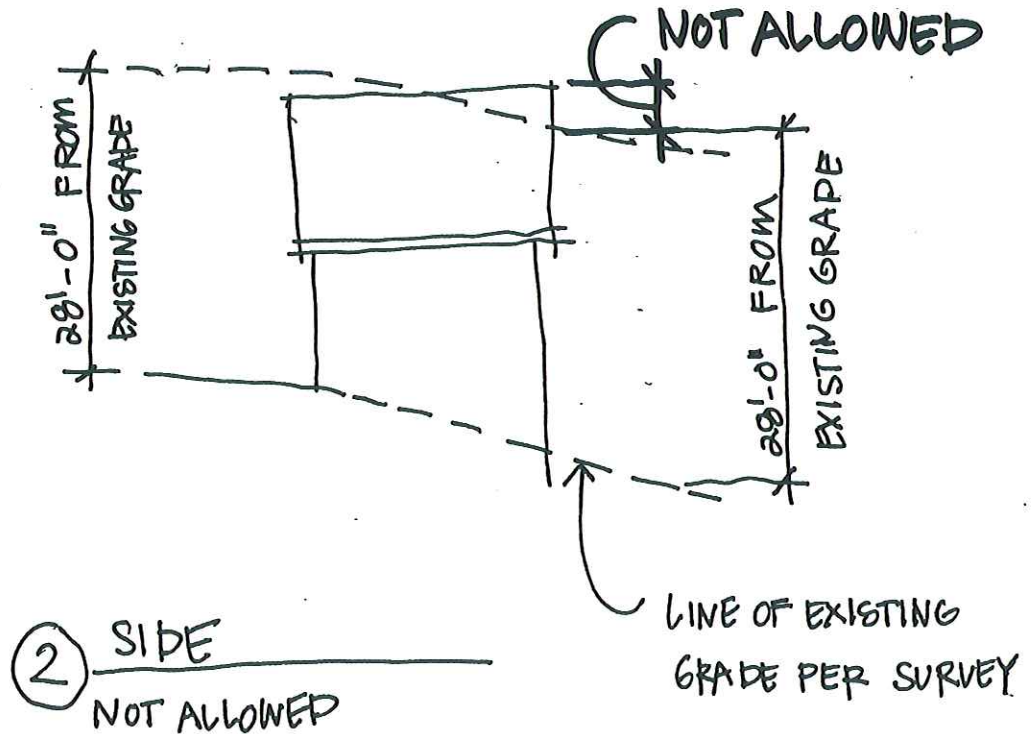 NOT ALLOWED
28'-0" FROM
EXISTING GRADE
28'-0" FROM
EXISTING GRADE
LINE OF EXISTING
GRADE PER SURVEY
2 SIDE
NOT ALLOWED